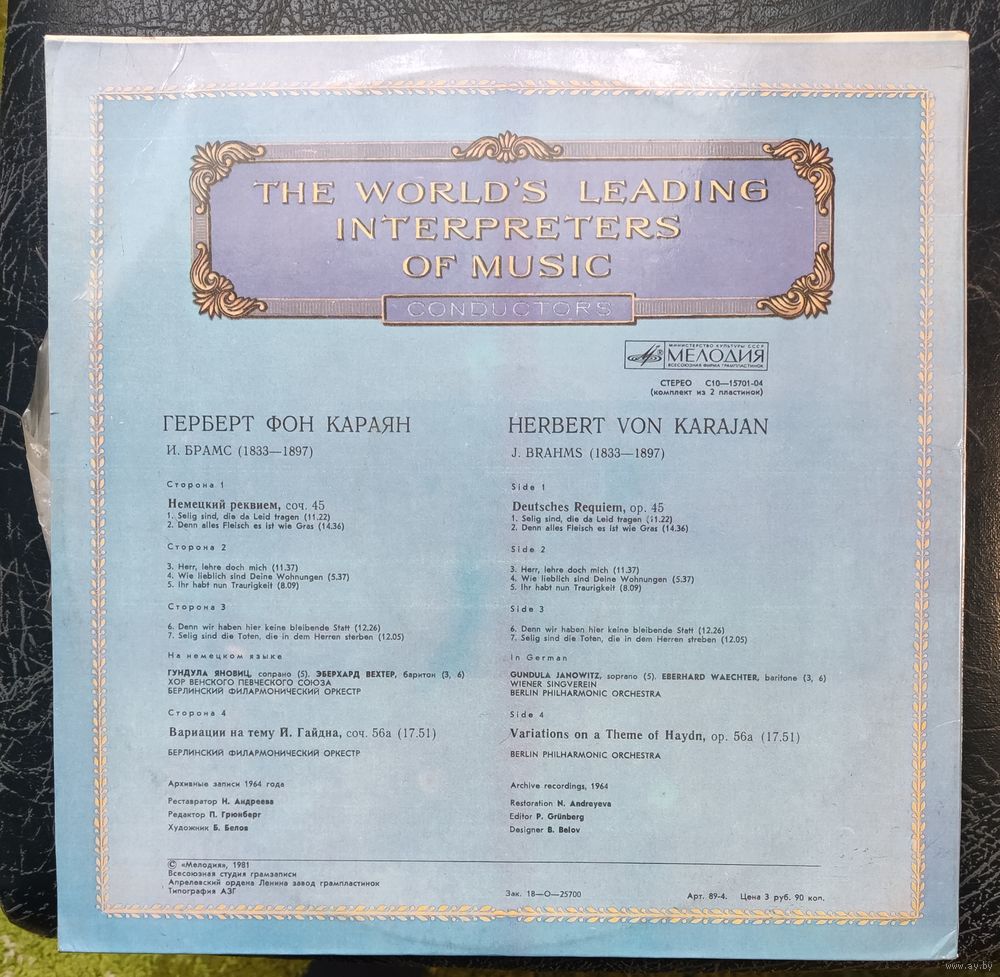 THE WORLD'S LEADING
INTERPRETERS
OF MUSIC
CONDUCTORS
МИНИСТЕРСТВО КУЛЬТУРЫ СССР
МЕЛОДИЯ
ВСЕСОЮЗНАЯ ФИРМА ГРАМПЛАСТИНОК
СТЕРЕО С10—15701-04
(комплект из 2 пластинок)
ГЕРБЕРТ ФОН КАРАЯН
И. БРАМС (1833—1897)
Сторона 1
Немецкий реквием, соч. 45
1. Selig sind, die da Leid tragen (11.22)
2. Denn alles Fleisch es ist wie Gras (14.36)
Сторона 2
3. Herr, lehre doch mich (11.37)
4. Wie lieblich sind Deine Wohnungen (5.37)
5. Ihr habt nun Traurigkeit (8.09)
Сторона 3
6. Denn wir haben hier keine bleibende Statt (12.26)
7. Selig sind die Toten, die in dem Herren sterben (12.05)
На немецком языке
ГУНДУЛА ЯНОВИЦ, сопрано (5), ЭБЕРХАРД ВЕХТЕР, баритон (3, 6)
ХОР ВЕНСКОГО ПЕВЧЕСКОГО СОЮЗА
БЕРЛИНСКИЙ ФИЛАРМОНИЧЕСКИЙ ОРКЕСТР
Сторона 4
Вариации на тему Й. Гайдна, соч. 56а (17.51)
БЕРЛИНСКИЙ ФИЛАРМОНИЧЕСКИЙ ОРКЕСТР
Архивные записи 1964 года
Реставратор Н. Андреева
Редактор П. Грюнберг
Художник Б. Белов
HERBERT VON KARAJAN
J. BRAHMS (1833—1897)
Side 1
Deutsches Requiem, op. 45
1. Selig sind, die da Leid tragen (11.22)
2. Denn alles Fleisch es ist wie Gras (14.36)
Side 2
3. Herr, lehre doch mich (11.37)
4. Wie lieblich sind Deine Wohnungen (5.37)
5. Ihr habt nun Traurigkeit (8.09)
Side 3
6. Denn wir haben hier keine bleibende Statt (12.26)
7. Selig sind die Toten, die in dem Herren streben (12.05)
In German
GUNDULA JANOWITZ, soprano (5), EBERHARD WAECHTER, baritone (3, 6)
WIENER SINGVEREIN
BERLIN PHILHARMONIC ORCHESTRA
Side 4
Variations on a Theme of Haydn, op. 56a (17.51)
BERLIN PHILHARMONIC ORCHESTRA
Archive recordings, 1964
Restoration N. Andreyeva
Editor P. Grünberg
Designer B. Belov
© «Мелодия», 1981
Всесоюзная студия грамзаписи
Апрелевский ордена Ленина завод грампластинок
Типография АЗГ
Зак. 18—О—25700
Арт. 89-4. Цена 3 руб. 90 коп.
www.ay.by